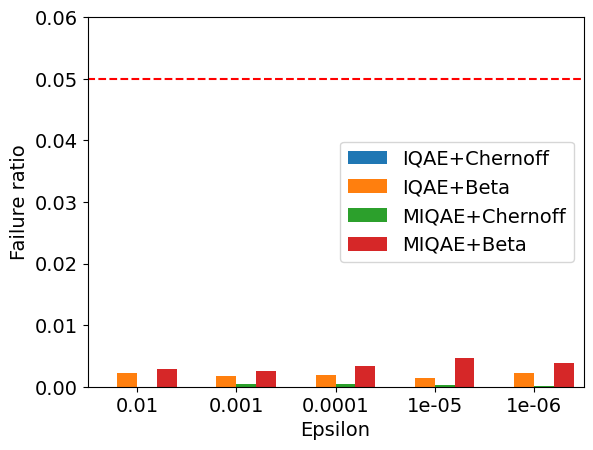 0.06
0.05
0.04
0.03
0.02
0.01
0.00
Failure ratio
IQAE+Chernoff
IQAE+Beta
MIQAE+Chernoff
MIQAE+Beta
0.01 0.001 0.0001 1e-05 1e-06
Epsilon